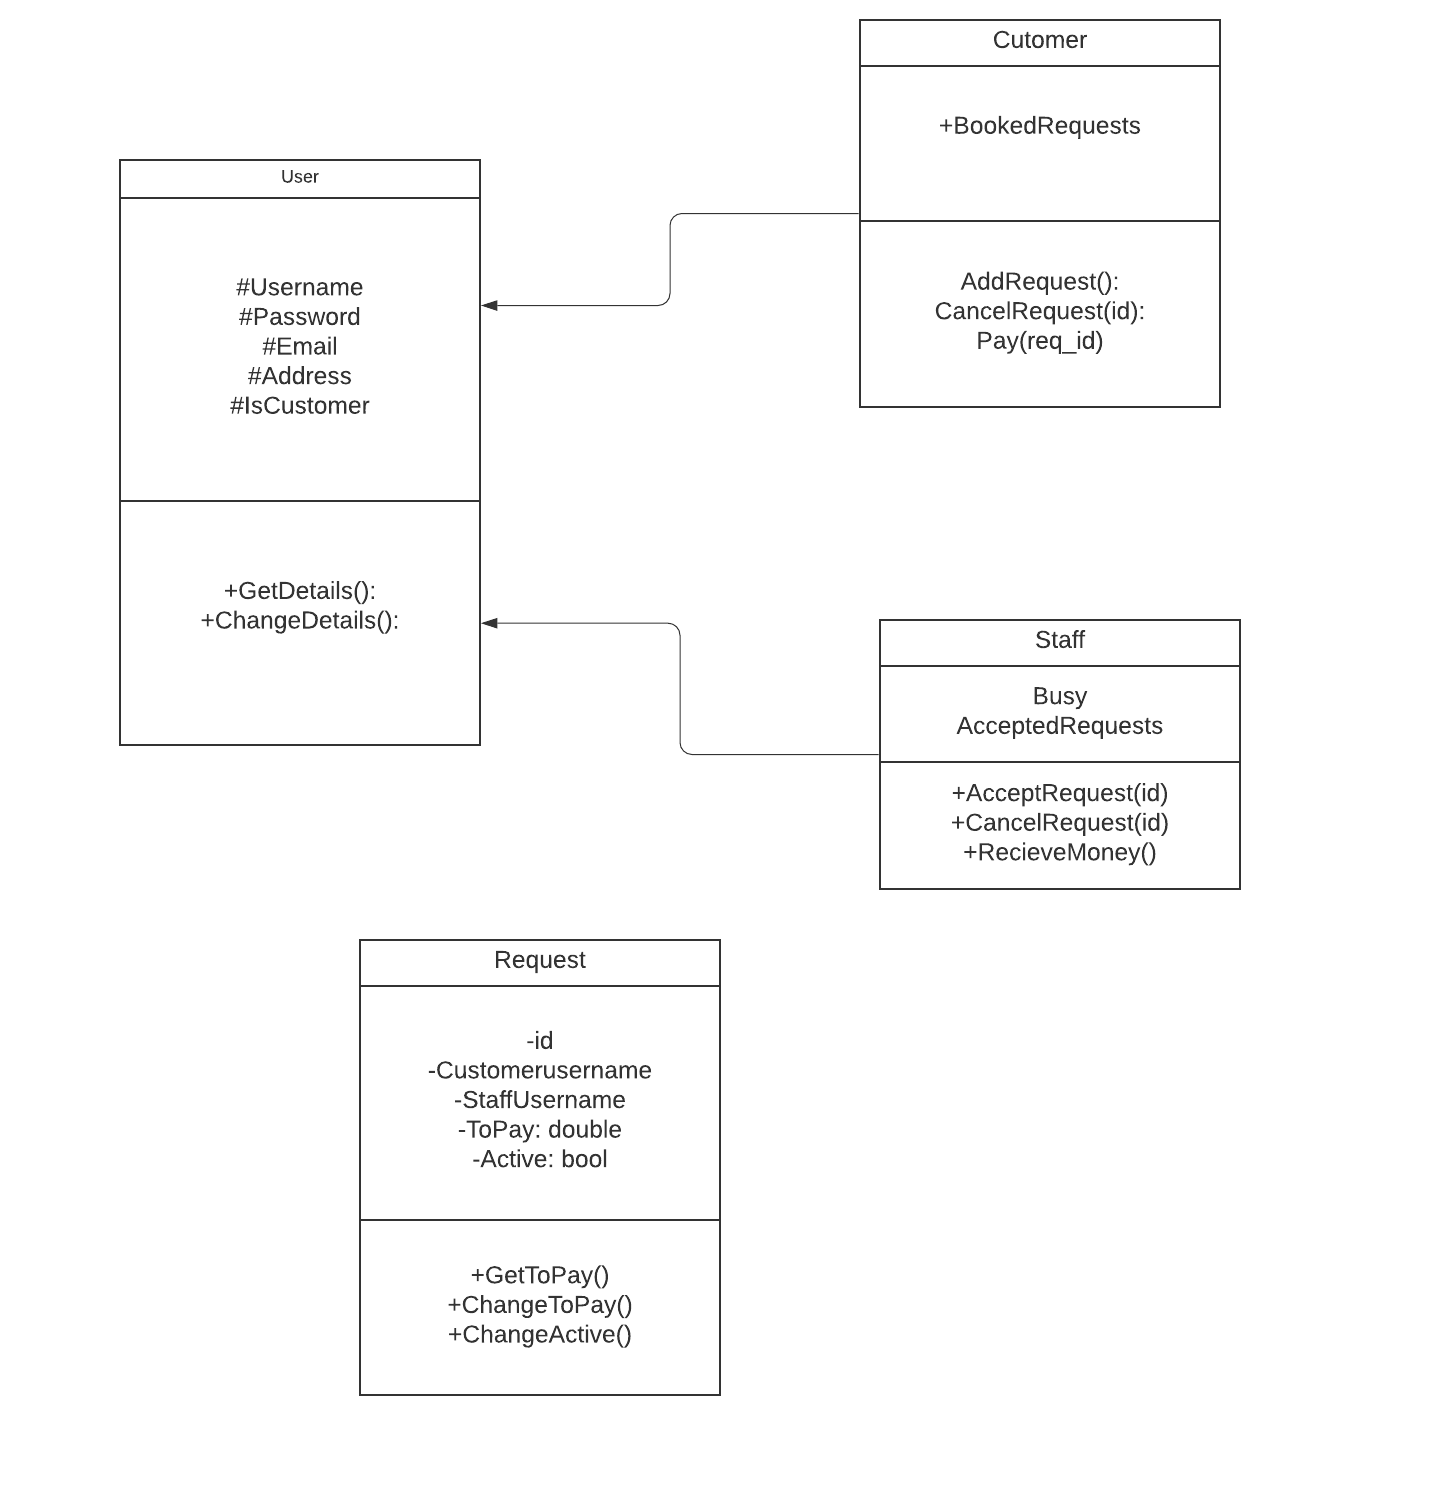 Cutomer
+BookedRequests
AddRequest():
CancelRequest(id):
Pay(req_id)
User
#Username
#Password
#Email
#Address
#IsCustomer
+GetDetails():
+ChangeDetails():
Staff
Busy
AcceptedRequests
+AcceptRequest(id)
+CancelRequest(id)
+RecieveMoney()
Request
-id
-Customerusername
-StaffUsername
-ToPay: double
-Active: bool
+GetToPay()
+ChangeToPay()
+ChangeActive()